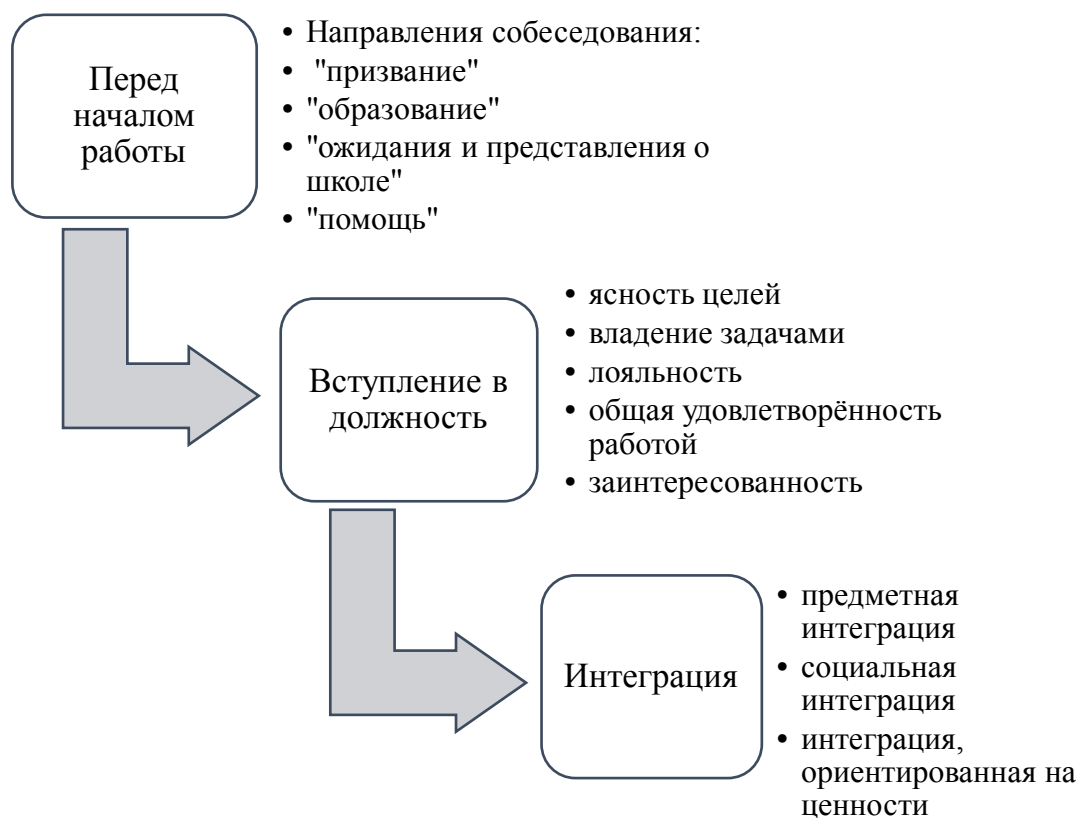 Перед
началом
работы
• Направления собеседования:
• "призвание"
• "образование"
• "ожидания и представления о
школе"
• "помощь"
Вступление в
должность
• ясность целей
• владение задачами
• лояльность
• общая удовлетворённость
работой
• заинтересованность
Интеграция
• предметная
интеграция
• социальная
интеграция
• интеграция,
ориентированная на
ценности